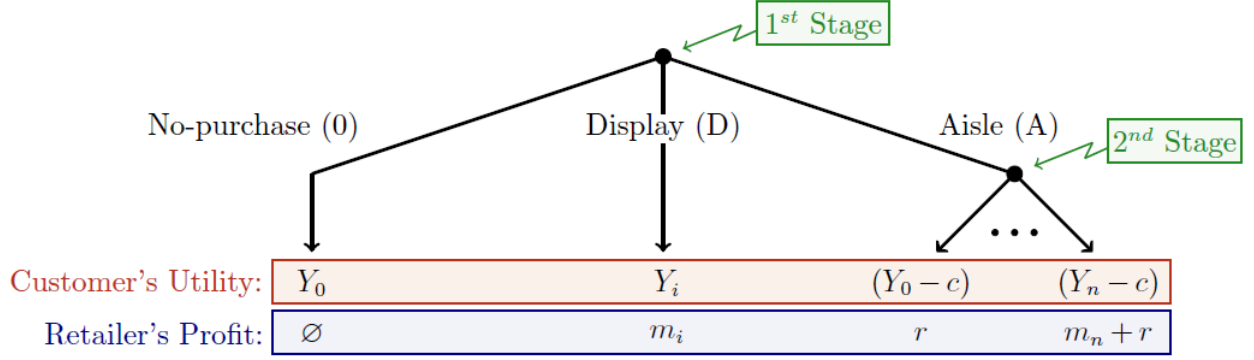 1st Stage
No-purchase (0) Display (D) Aisle (A)
2nd Stage
...
Customer's Utility: Y0 Yi (Y0 − c) (Yn − c)
Retailer's Profit: ∅ mi r mn + r